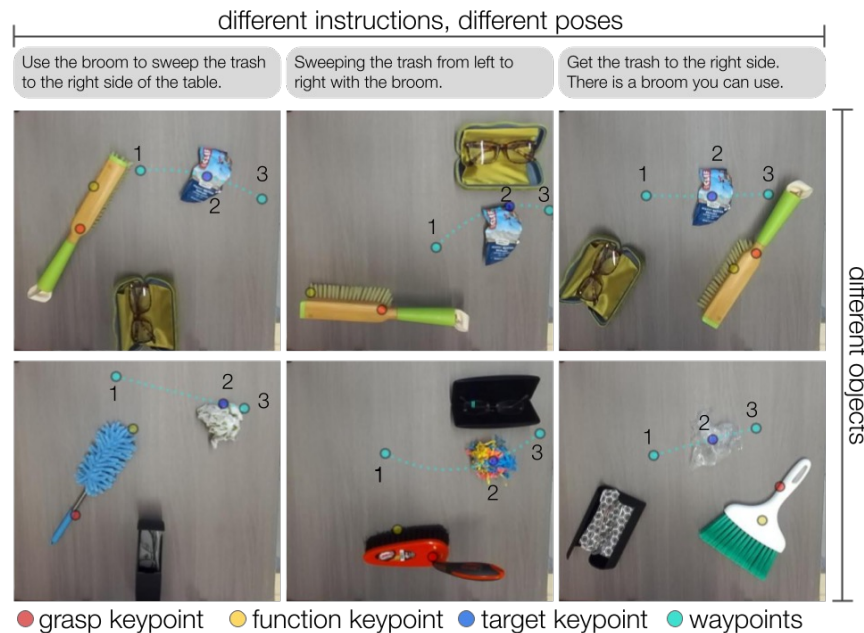 different instructions, different poses
Use the broom to sweep the trash
to the right side of the table.
Sweeping the trash from left to
right with the broom.
Get the trash to the right side.
There is a broom you can use.
1
2
3
1
2
3
1
2
3
1
2
3
1
2
3
1
2
3
different objects
grasp keypoint
function keypoint
target keypoint
waypoints